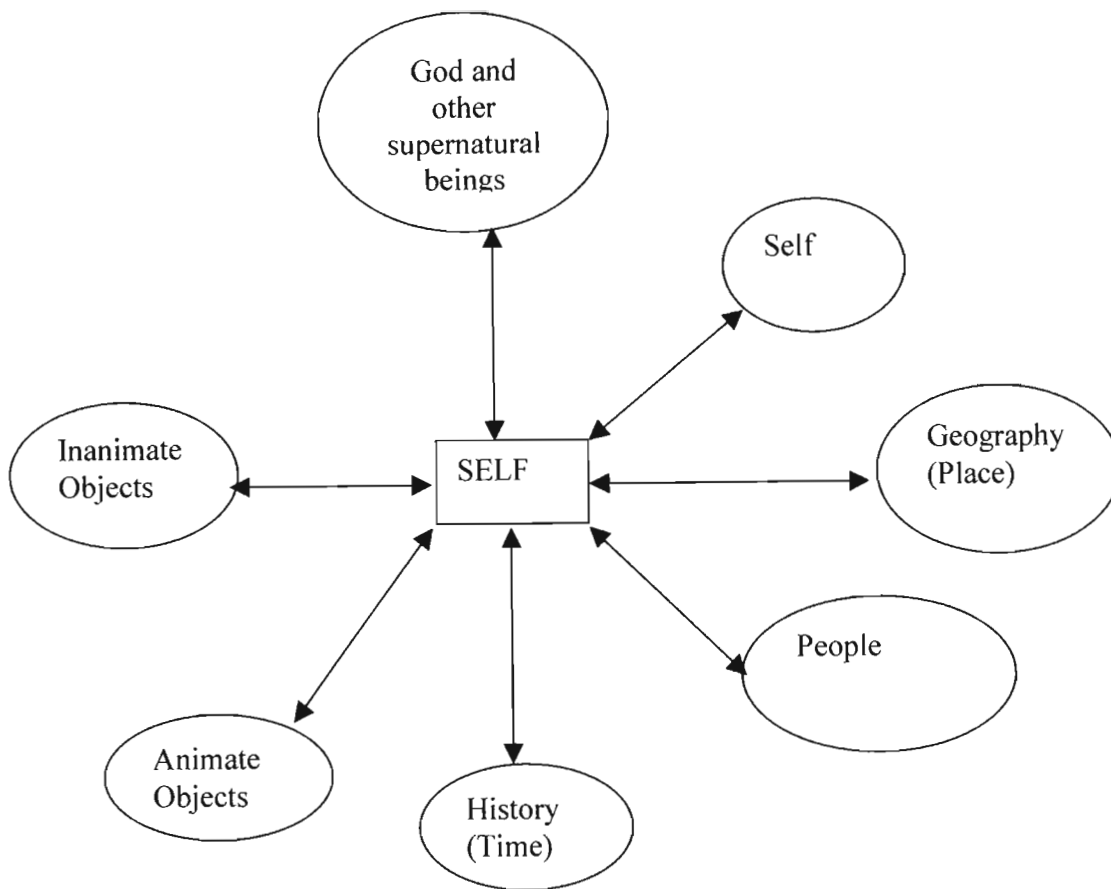 God and
other
supernatural
beings
Self
Inanimate
Objects
SELF
Geography
(Place)
People
Animate
Objects
History
(Time)